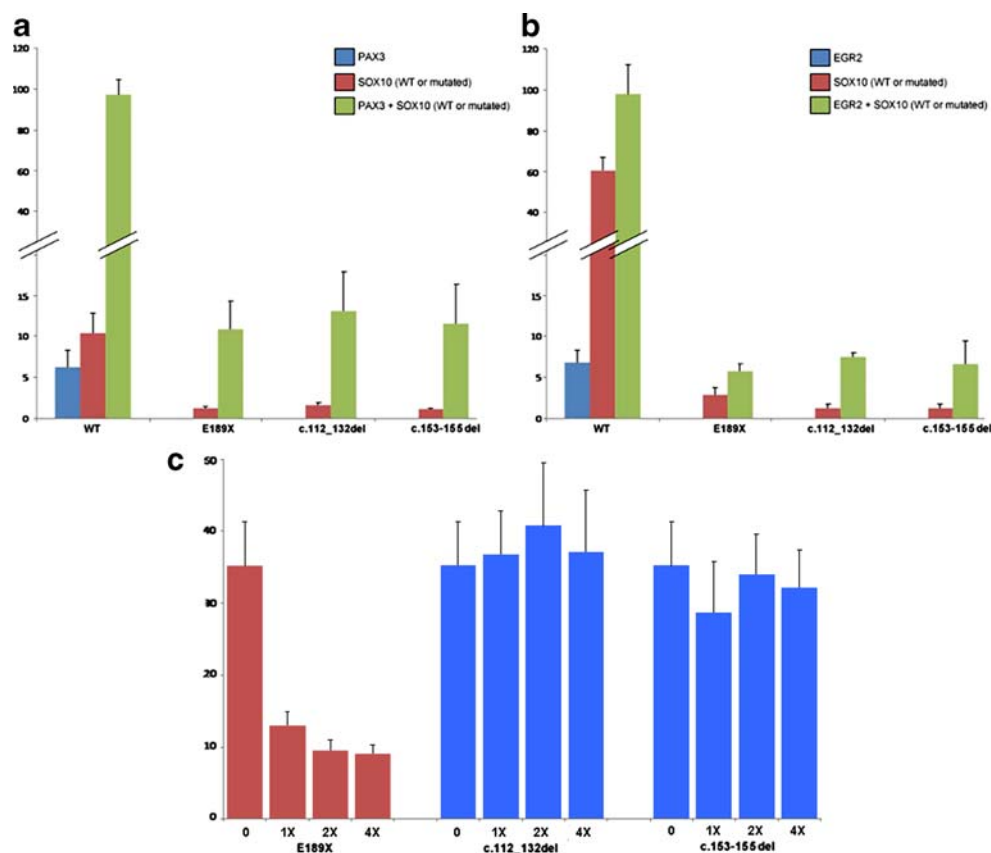 a
120
100
80
60
40
15
10
5
0
PAX3
SOX10 (WT or mutated)
PAX3 + SOX10 (WT or mutated)
WT E189X c.112_132del c.153-155del
b
120
100
80
60
40
15
10
5
0
EGR2
SOX10 (WT or mutated)
EGR2 + SOX10 (WT or mutated)
WT E189X c.112_132del c.153-155del
c
50
40
30
20
10
0
0 1X 2X 4X 0 1X 2X 4X 0 1X 2X 4X
E189X c.112_132del c.153-155del